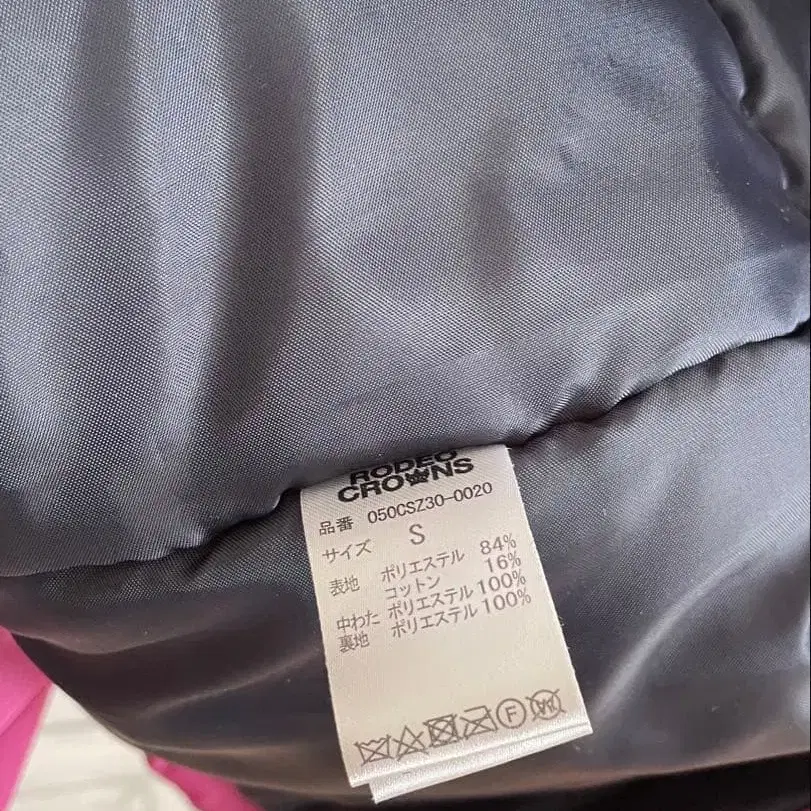 RODEO
CROWNS
品番 050CSZ30-0020
サイズ S
表地 ポリエステル 84%
コットン 16%
中わた ポリエステル 100%
裏地 ポリエステル 100%
F
W